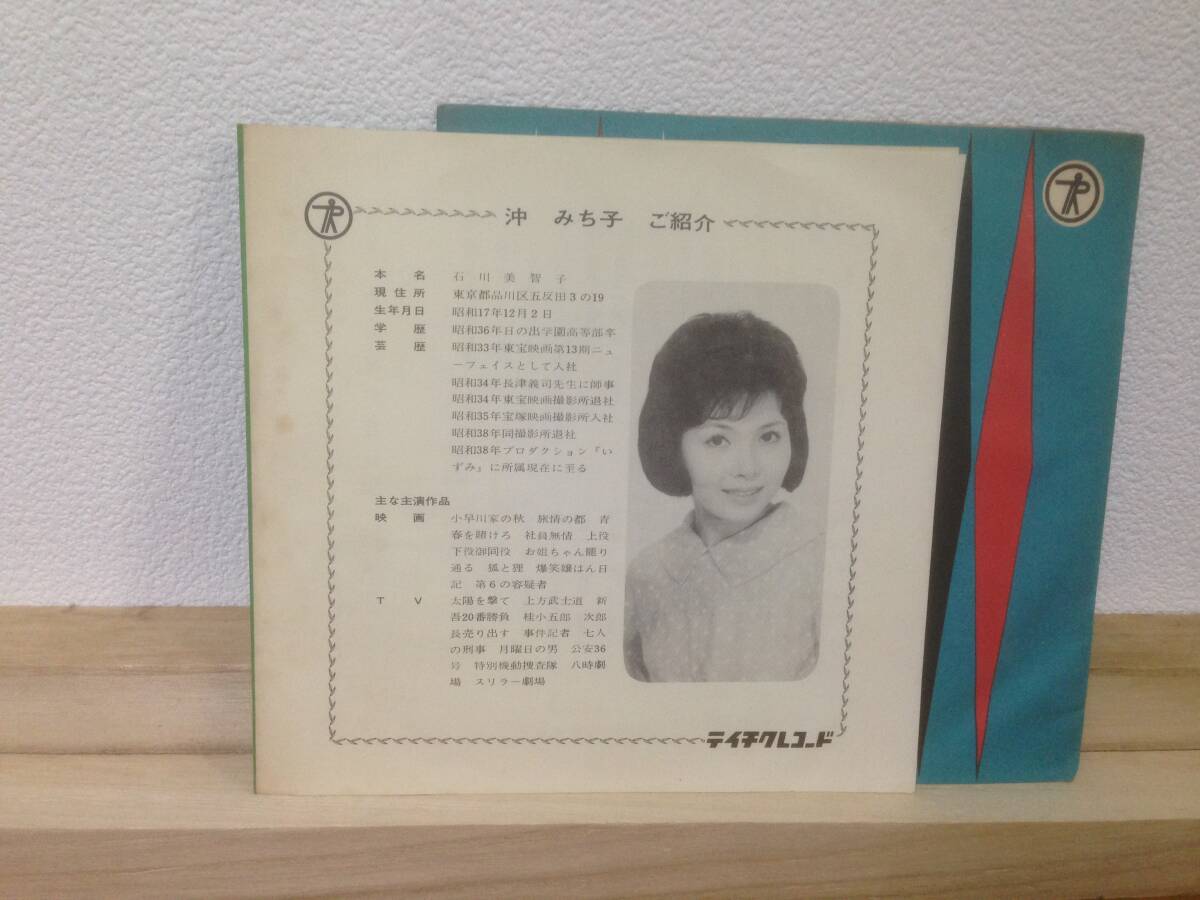 沖 みち子 ご紹介
本名 石川美智子
現住所 東京都品川区五反田3の19
生年月日 昭和17年12月2日
学歴 昭和36年日の出学園高等部卒
芸歴 昭和33年東宝映画第13期ニュ
ーフェイスとして入社
昭和34年長津義司先生に師事
昭和34年東宝映画撮影所退社
昭和35年宝塚映画撮影所入社
昭和38年同撮影所退社
昭和38年プロダクション『い
ずみ』に所属現在に至る
主な主演作品
映画 小早川家の秋 旅情の都 青
春を賭けろ 社員無情 上役
下役御同役 お姐ちゃん罷り
通る 狐と狸 爆笑嬢はん日
記 第6の容疑者
TV 太陽を撃て 上方武士道 新
吾20番勝負 桂小五郎 次郎
長売り出す 事件記者 七人
の刑事 月曜日の男 公安36
号 特別機動捜査隊 八時劇
場 スリラー劇場
テイチクレコード